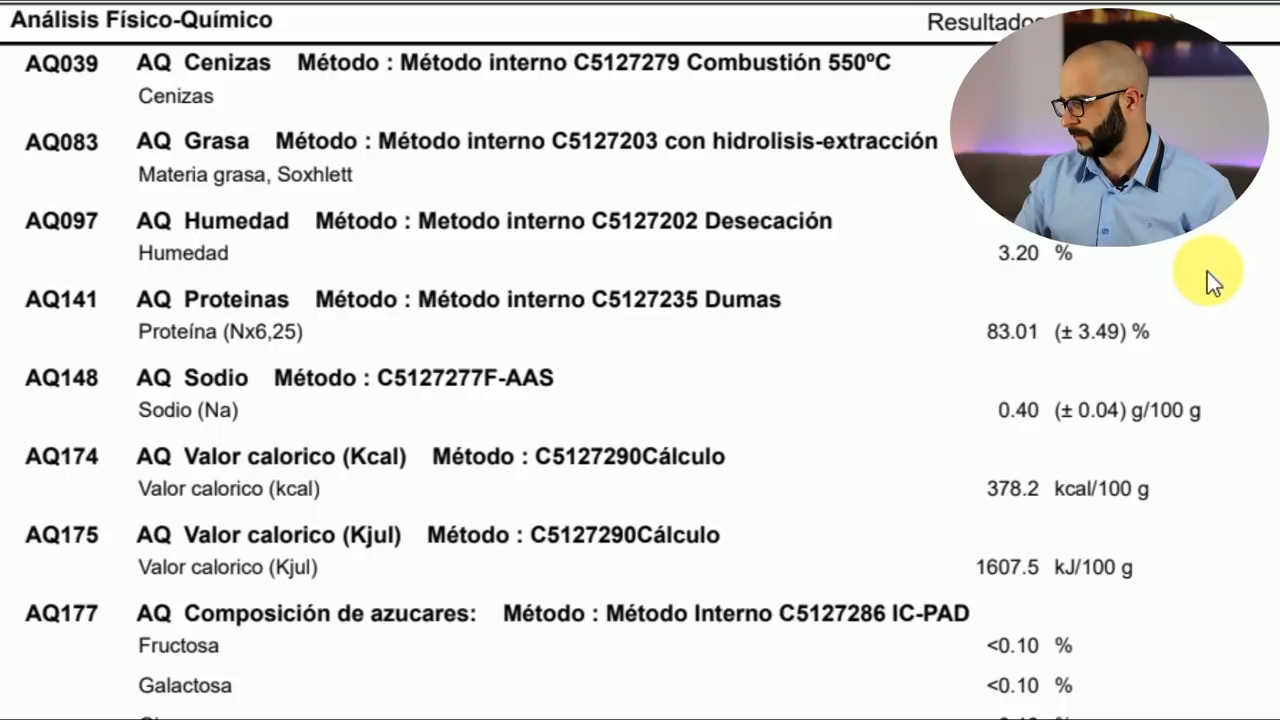 Análisis Físico-Químico Resultados
AQ039 AQ Cenizas Método : Método interno C5127279 Combustión 550ºC
Cenizas
AQ083 AQ Grasa Método : Método interno C5127203 con hidrolisis-extracción
Materia grasa, Soxhlett
AQ097 AQ Humedad Método : Metodo interno C5127202 Desecación
Humedad 3.20 %
AQ141 AQ Proteinas Método : Método interno C5127235 Dumas
Proteína (Nx6,25) 83.01 (± 3.49) %
AQ148 AQ Sodio Método : C5127277F-AAS
Sodio (Na) 0.40 (± 0.04) g/100 g
AQ174 AQ Valor calorico (Kcal) Método : C5127290Cálculo
Valor calorico (kcal) 378.2 kcal/100 g
AQ175 AQ Valor calorico (Kjul) Método : C5127290Cálculo
Valor calorico (Kjul) 1607.5 kJ/100 g
AQ177 AQ Composición de azucares: Método : Método Interno C5127286 IC-PAD
Fructosa <0.10 %
Galactosa <0.10 %